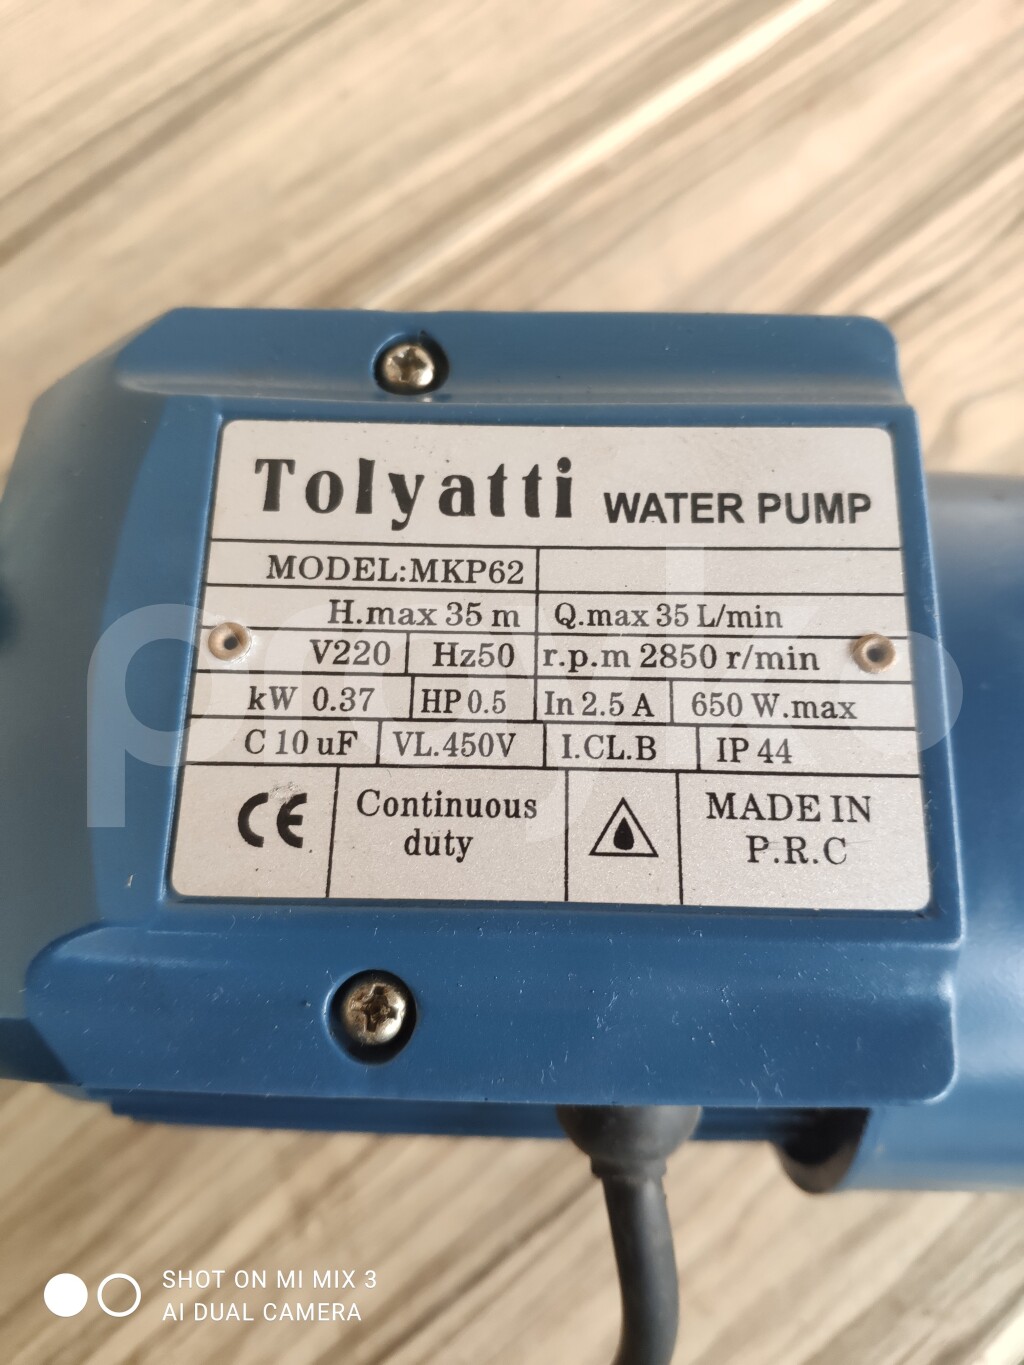 Tolyatti WATER PUMP
MODEL:MKP62
H.max 35 m Q.max 35 L/min
V220 Hz50 r.p.m 2850 r/min
kW 0.37 HP 0.5 In 2.5 A 650 W.max
C 10 uF VL.450V I.CL.B IP 44
CE Continuous duty MADE IN P.R.C
SHOT ON MI MIX 3
AI DUAL CAMERA